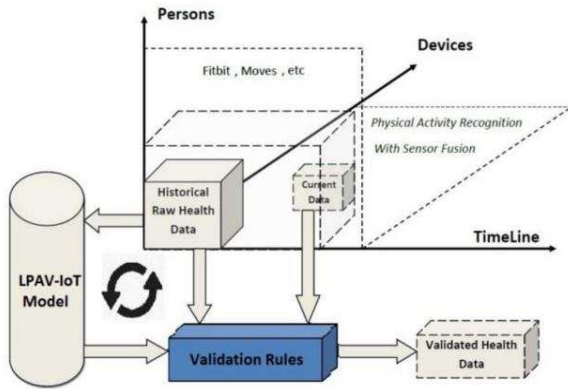 Persons
Devices
Fitbit , Moves , etc
Physical Activity Recognition
With Sensor Fusion
Historical
Raw Health
Data
Current
Data
TimeLine
LPAV-IoT
Model
Validation Rules
Validated Health
Data